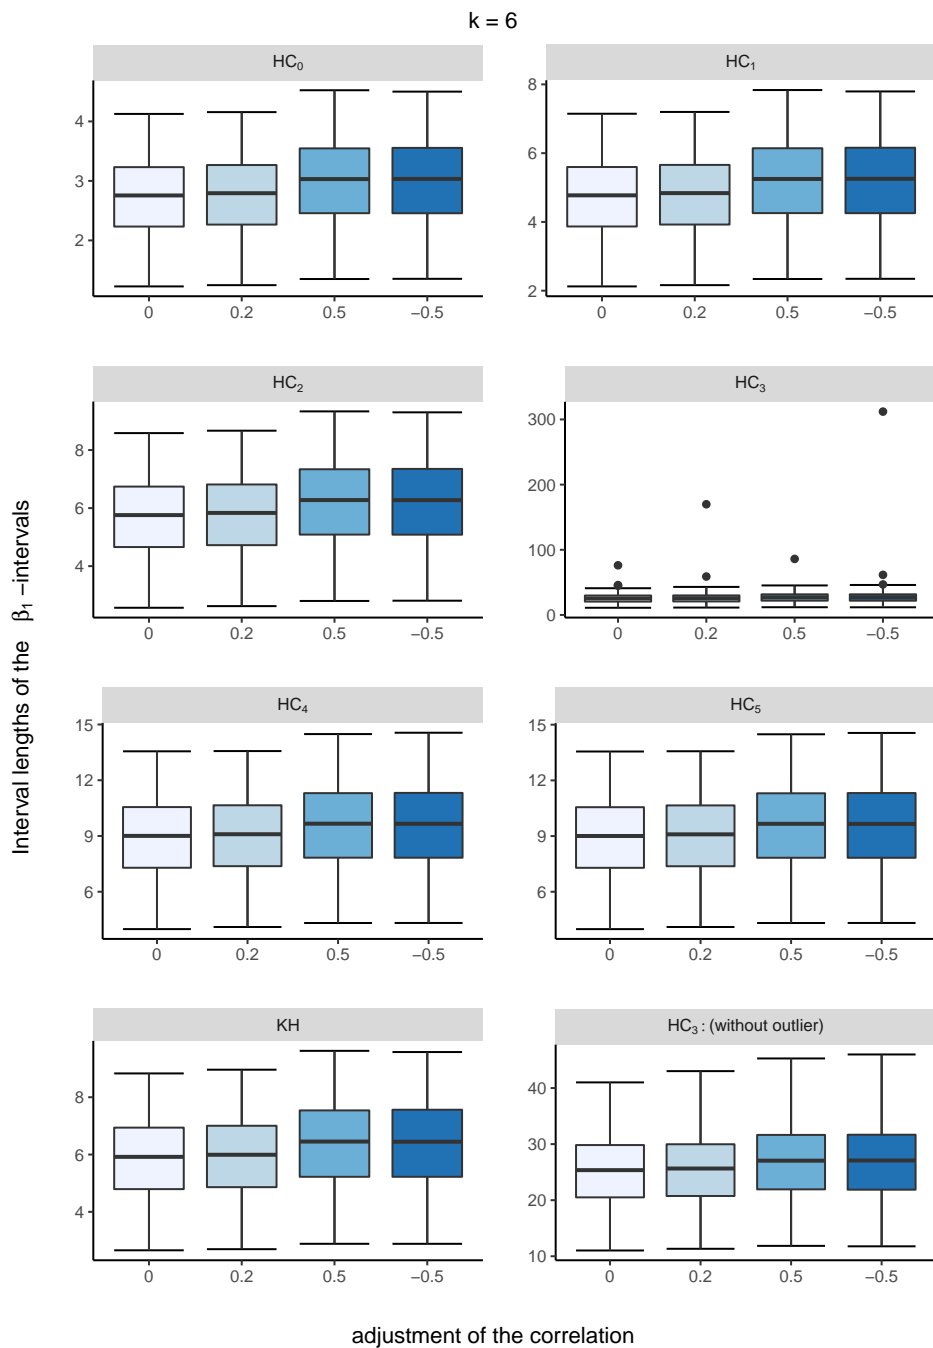 k = 6
HC₀
4
3
2
0 0.2 0.5 −0.5
HC₁
8
6
4
2
0 0.2 0.5 −0.5
HC₂
8
6
4
0 0.2 0.5 −0.5
HC₃
300
200
100
0
0 0.2 0.5 −0.5
HC₄
15
12
9
6
0 0.2 0.5 −0.5
HC₅
15
12
9
6
0 0.2 0.5 −0.5
KH
8
6
4
0 0.2 0.5 −0.5
HC₃ : (without outlier)
40
30
20
10
0 0.2 0.5 −0.5
Interval lengths of the β₁ −intervals
adjustment of the correlation